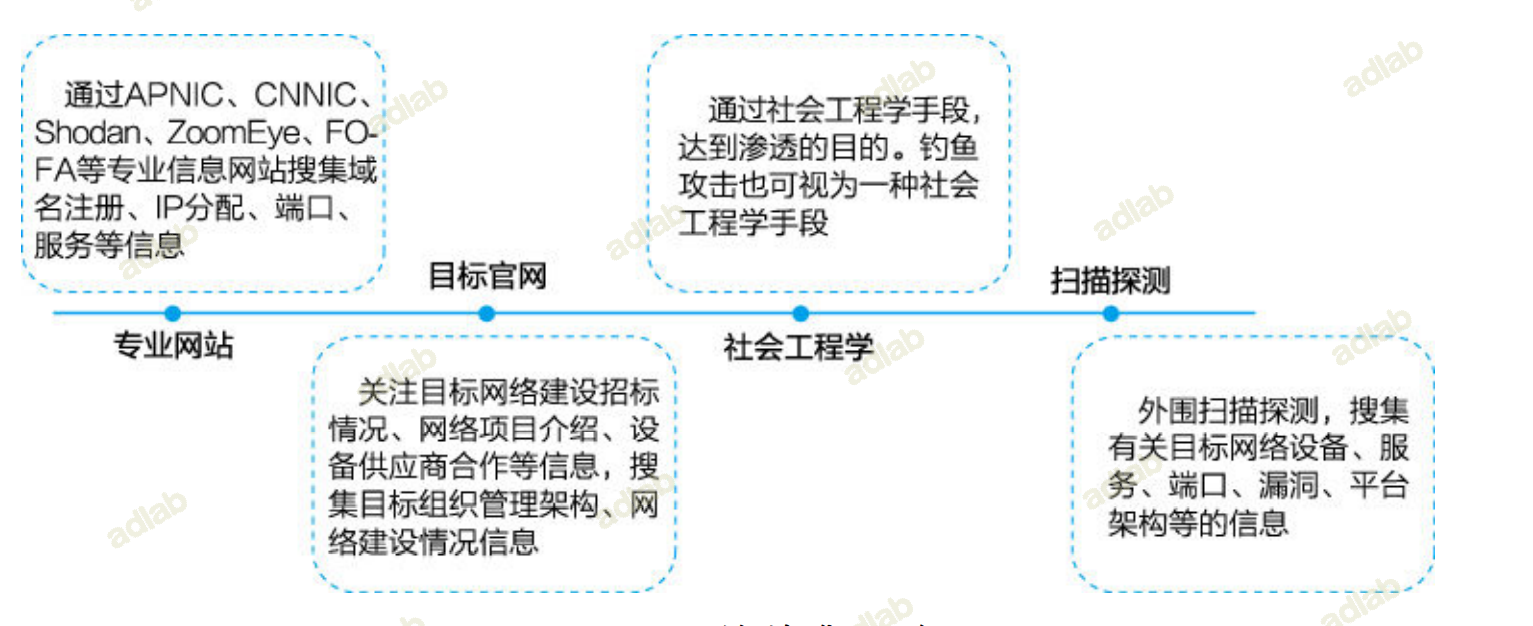 通过APNIC、CNNIC、
Shodan、ZoomEye、FO-
FA等专业信息网站搜集域
名注册、IP分配、端口、
服务等信息
专业网站
目标官网
关注目标网络建设招标
情况、网络项目介绍、设
备供应商合作等信息，搜
集目标组织管理架构、网
络建设情况信息
通过社会工程学手段，
达到渗透的目的。钓鱼
攻击也可视为一种社会
工程学手段
社会工程学
扫描探测
外围扫描探测，搜集
有关目标网络设备、服
务、端口、漏洞、平台
架构等的信息
adlab
adlab
adlab
adlab
adlab
adlab
adlab
adlab
adlab
adlab
adlab
adlab
adlab
adlab